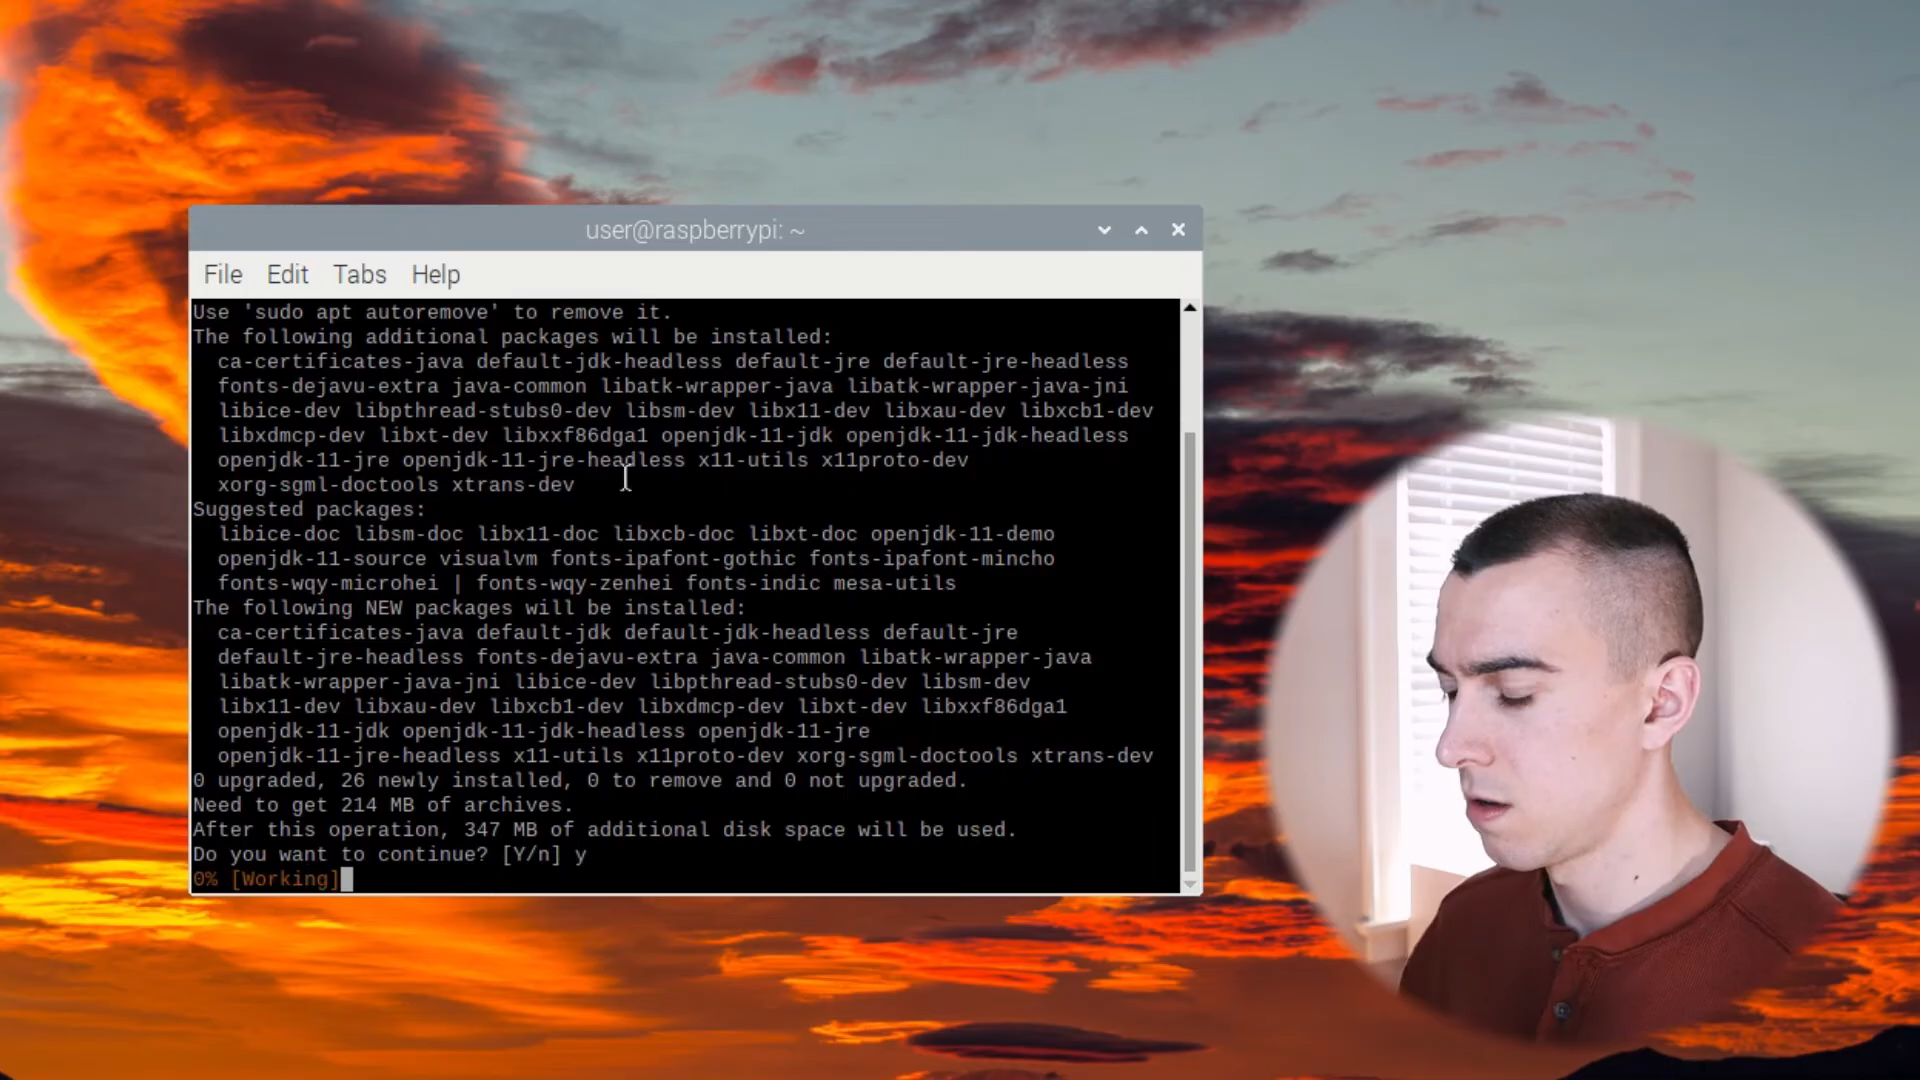 user@raspberrypi: ~
File Edit Tabs Help
Use 'sudo apt autoremove' to remove it.
The following additional packages will be installed:
ca-certificates-java default-jdk-headless default-jre default-jre-headless
fonts-dejavu-extra java-common libatk-wrapper-java libatk-wrapper-java-jni
libice-dev libpthread-stubs0-dev libsm-dev libx11-dev libxau-dev libxcb1-dev
libxdmcp-dev libxt-dev libxxf86dga1 openjdk-11-jdk openjdk-11-jdk-headless
openjdk-11-jre openjdk-11-jre-headless x11-utils x11proto-dev
xorg-sgml-doctools xtrans-dev
Suggested packages:
libice-doc libsm-doc libx11-doc libxcb-doc libxt-doc openjdk-11-demo
openjdk-11-source visualvm fonts-ipafont-gothic fonts-ipafont-mincho
fonts-wqy-microhei | fonts-wqy-zenhei fonts-indic mesa-utils
The following NEW packages will be installed:
ca-certificates-java default-jdk default-jdk-headless default-jre
default-jre-headless fonts-dejavu-extra java-common libatk-wrapper-java
libatk-wrapper-java-jni libice-dev libpthread-stubs0-dev libsm-dev
libx11-dev libxau-dev libxcb1-dev libxdmcp-dev libxt-dev libxxf86dga1
openjdk-11-jdk openjdk-11-jdk-headless openjdk-11-jre
openjdk-11-jre-headless x11-utils x11proto-dev xorg-sgml-doctools xtrans-dev
0 upgraded, 26 newly installed, 0 to remove and 0 not upgraded.
Need to get 214 MB of archives.
After this operation, 347 MB of additional disk space will be used.
Do you want to continue? [Y/n] y
0% [Working]